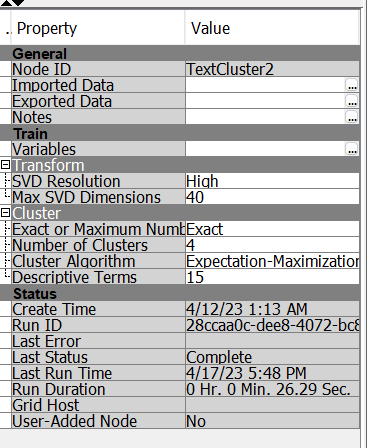 .. Property Value
General
Node ID TextCluster2
Imported Data ...
Exported Data ...
Notes ...
Train
Variables ...
Transform
SVD Resolution High
Max SVD Dimensions 40
Cluster
Exact or Maximum Numb Exact
Number of Clusters 4
Cluster Algorithm Expectation-Maximization
Descriptive Terms 15
Status
Create Time 4/12/23 1:13 AM
Run ID 28ccaa0c-dee8-4072-bc8
Last Error
Last Status Complete
Last Run Time 4/17/23 5:48 PM
Run Duration 0 Hr. 0 Min. 26.29 Sec.
Grid Host
User-Added Node No